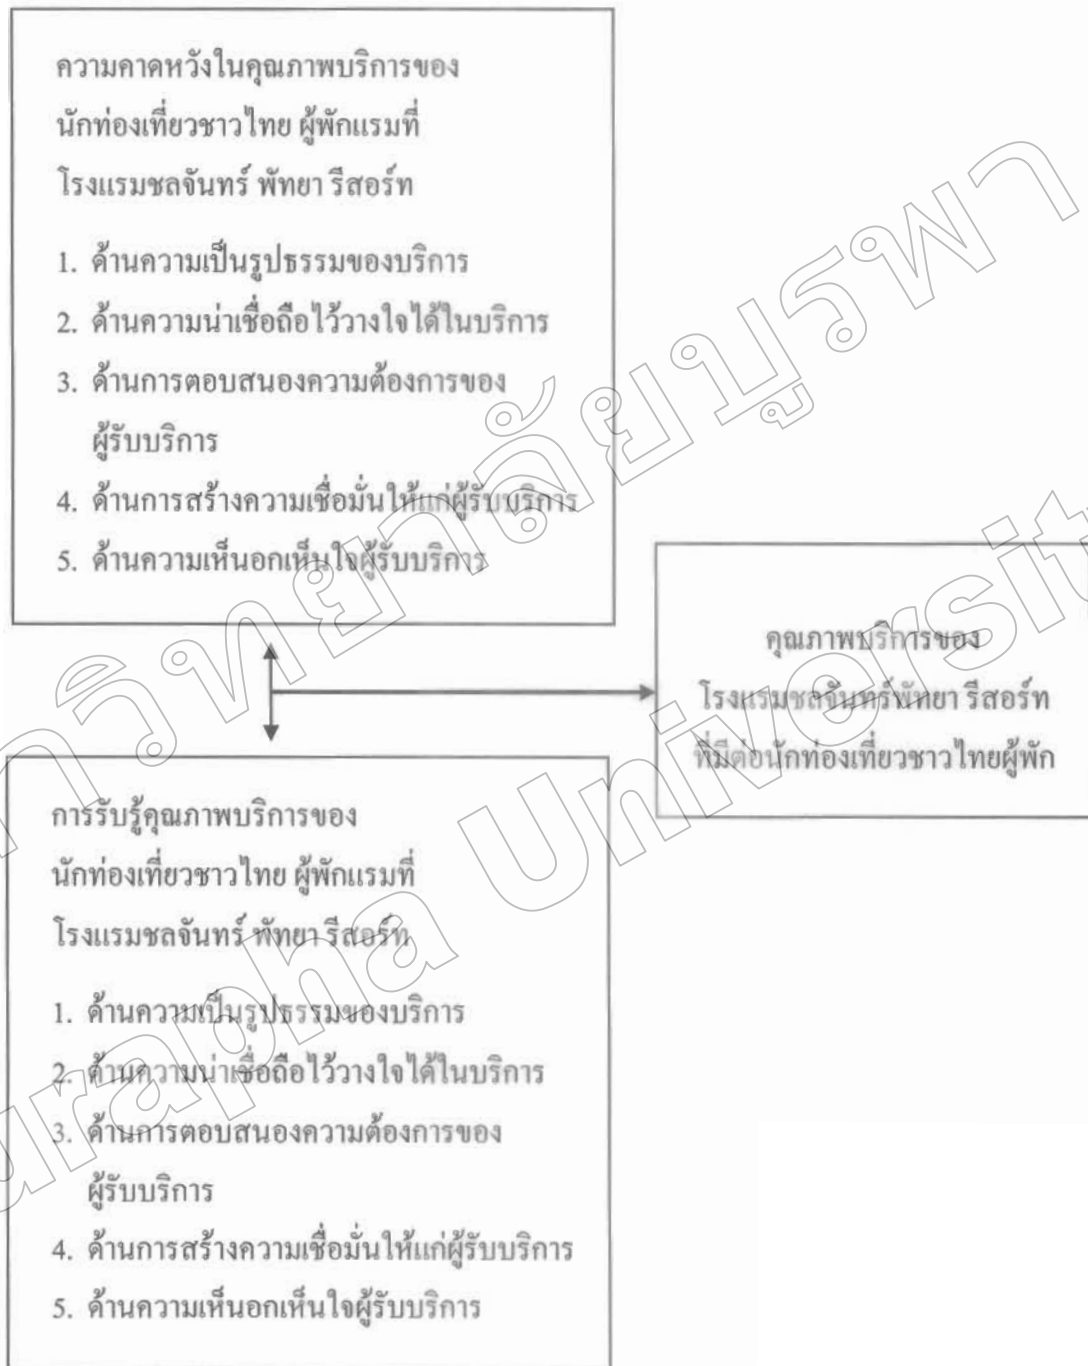 ความคาดหวังในคุณภาพบริการของ
นักท่องเที่ยวชาวไทย ผู้พักแรมที่
โรงแรมชลจันทร์ พัทยา รีสอร์ท
1. ด้านความเป็นรูปธรรมของบริการ
2. ด้านความน่าเชื่อถือไว้วางใจได้ในบริการ
3. ด้านการตอบสนองความต้องการของ
ผู้รับบริการ
4. ด้านการสร้างความเชื่อมั่นให้แก่ผู้รับบริการ
5. ด้านความเห็นอกเห็นใจผู้รับบริการ
คุณภาพบริการของ
โรงแรมชลจันทร์พัทยา รีสอร์ท
ที่มีต่อนักท่องเที่ยวชาวไทยผู้พัก
การรับรู้คุณภาพบริการของ
นักท่องเที่ยวชาวไทย ผู้พักแรมที่
โรงแรมชลจันทร์ พัทยา รีสอร์ท
1. ด้านความเป็นรูปธรรมของบริการ
2. ด้านความน่าเชื่อถือไว้วางใจได้ในบริการ
3. ด้านการตอบสนองความต้องการของ
ผู้รับบริการ
4. ด้านการสร้างความเชื่อมั่นให้แก่ผู้รับบริการ
5. ด้านความเห็นอกเห็นใจผู้รับบริการ
าวิทยาลัยบูรพา
urapha Universit